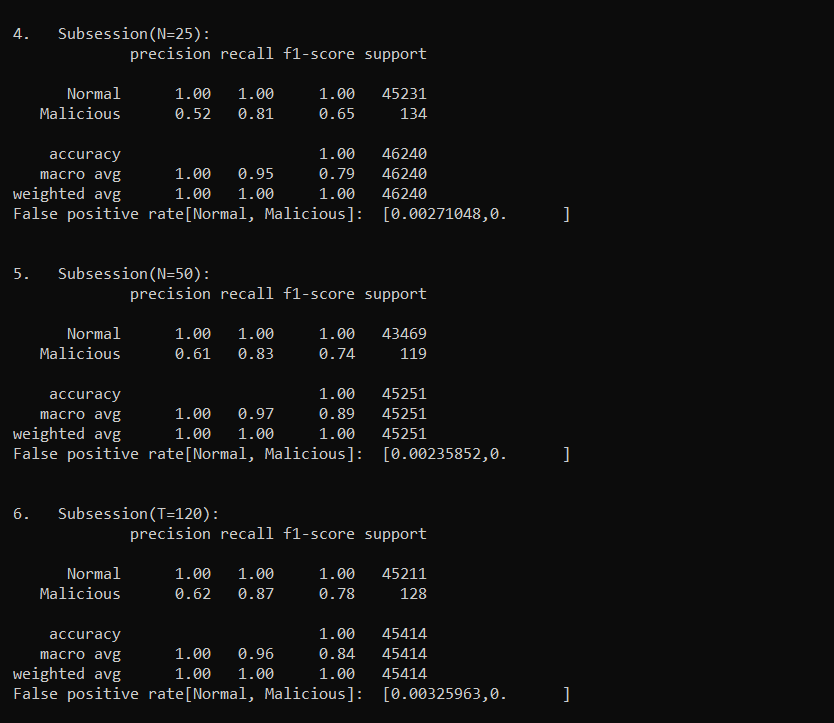 4.   Subsession(N=25):
             precision recall f1-score support
      Normal      1.00   1.00     1.00   45231
   Malicious      0.52   0.81     0.65     134
    accuracy                      1.00   46240
   macro avg      1.00   0.95     0.79   46240
weighted avg      1.00   1.00     1.00   46240
False positive rate[Normal, Malicious]:  [0.00271048,0.      ]
5.   Subsession(N=50):
             precision recall f1-score support
      Normal      1.00   1.00     1.00   43469
   Malicious      0.61   0.83     0.74     119
    accuracy                      1.00   45251
   macro avg      1.00   0.97     0.89   45251
weighted avg      1.00   1.00     1.00   45251
False positive rate[Normal, Malicious]:  [0.00235852,0.      ]
6.   Subsession(T=120):
             precision recall f1-score support
      Normal      1.00   1.00     1.00   45211
   Malicious      0.62   0.87     0.78     128
    accuracy                      1.00   45414
   macro avg      1.00   0.96     0.84   45414
weighted avg      1.00   1.00     1.00   45414
False positive rate[Normal, Malicious]:  [0.00325963,0.      ]